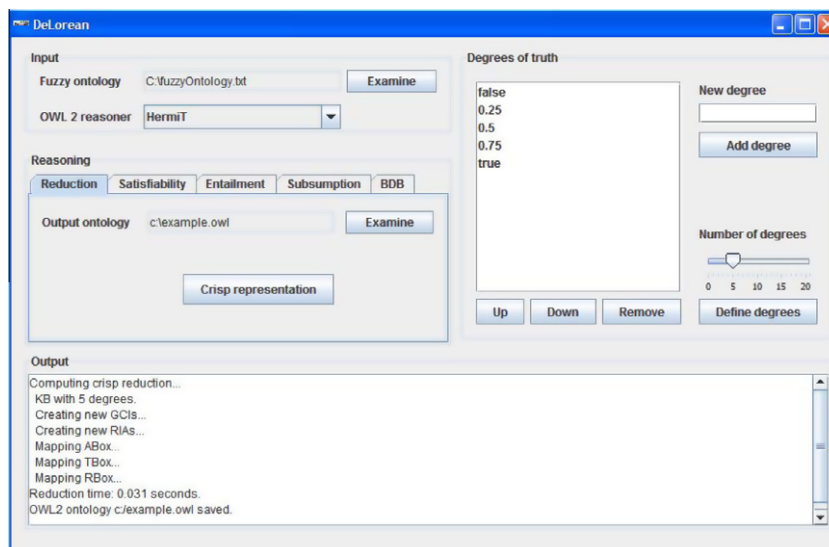 DeLorean
Input
Fuzzy ontology C:\fuzzyOntology.txt Examine
OWL 2 reasoner HermiT
Reasoning
Reduction Satisfiability Entailment Subsumption BDB
Output ontology c:\example.owl Examine
Crisp representation
Degrees of truth
false
0.25
0.5
0.75
true
New degree
Add degree
Number of degrees
0 5 10 15 20
Up Down Remove Define degrees
Output
Computing crisp reduction...
KB with 5 degrees.
Creating new GCIs...
Creating new RIAs...
Mapping ABox...
Mapping TBox...
Mapping RBox...
Reduction time: 0.031 seconds.
OWL2 ontology c:/example.owl saved.